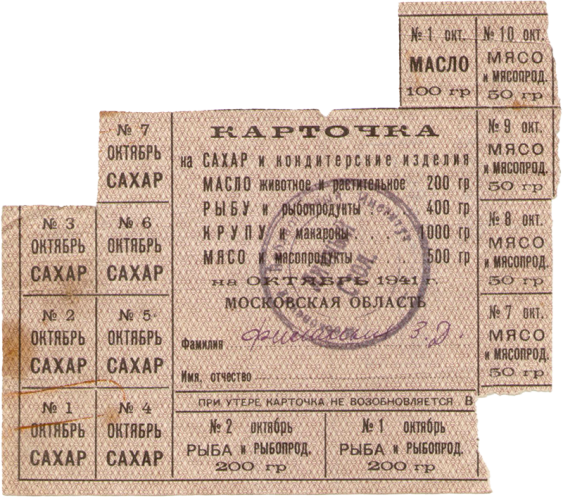 № 1 окт.
МАСЛО
100 гр
№ 10 окт.
МЯСО
и МЯСОПРОД.
50 гр
№ 7
ОКТЯБРЬ
САХАР
КАРТОЧКА
на САХАР и кондитерские изделия
МАСЛО животное и растительное 200 гр
РЫБУ и рыбопродукты . . . 400 гр
КРУПУ и макароны 1000 гр
МЯСО и мясопродукты . . . 500 гр
на ОКТЯБРЬ 1941 г.
МОСКОВСКАЯ ОБЛАСТЬ
Фамилия З. Д.
Имя, отчество
ПРИ УТЕРЕ КАРТОЧКА НЕ ВОЗОБНОВЛЯЕТСЯ. В
№ 9 окт.
МЯСО
и МЯСОПРОД.
50 гр
№ 3
ОКТЯБРЬ
САХАР
№ 6
ОКТЯБРЬ
САХАР
№ 8 окт.
МЯСО
и МЯСОПРОД.
50 гр
№ 2
ОКТЯБРЬ
САХАР
№ 5
ОКТЯБРЬ
САХАР
№ 7 окт.
МЯСО
и МЯСОПРОД.
50 гр
№ 1
ОКТЯБРЬ
САХАР
№ 4
ОКТЯБРЬ
САХАР
№ 2 октябрь
РЫБА и РЫБОПРОД.
200 гр
№ 1 октябрь
РЫБА и РЫБОПРОД.
200 гр